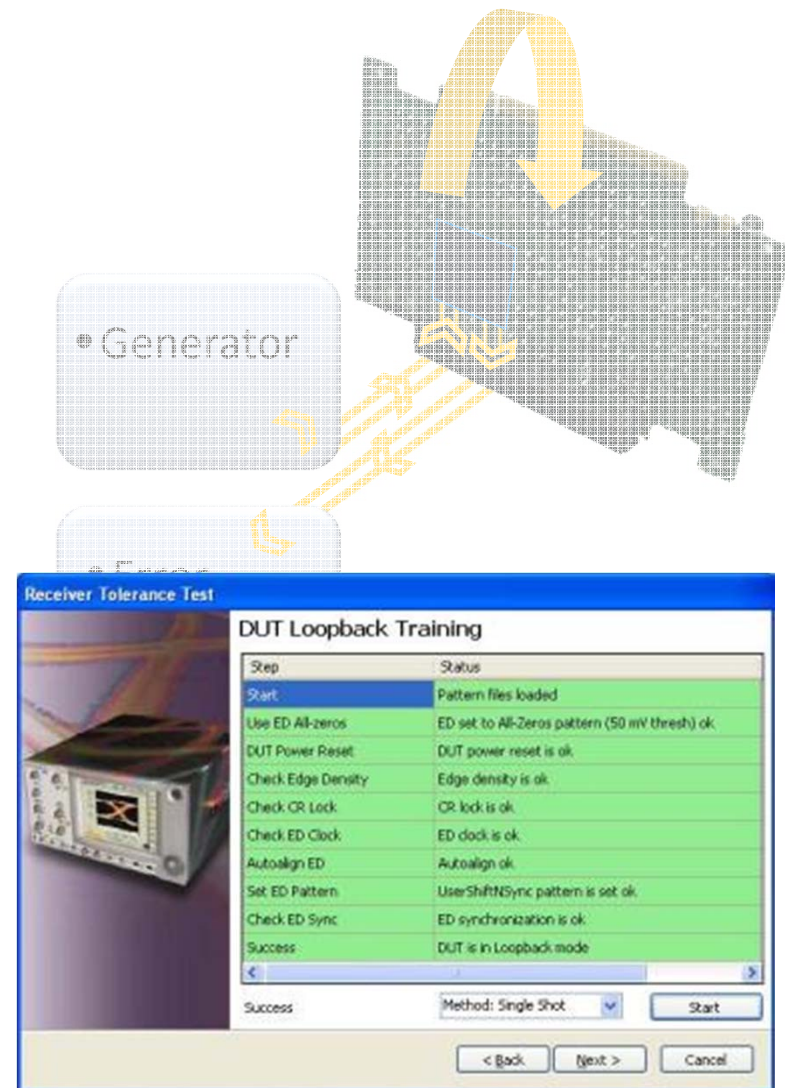 • Generator
• Error
Receiver Tolerance Test
DUT Loopback Training
Step Status
Start Pattern files loaded
Use ED All-zeros ED set to All-Zeros pattern (50 mV thresh) ok
DUT Power Reset DUT power reset is ok
Check Edge Density Edge density is ok
Check CR Lock CR lock is ok
Check ED Clock ED clock is ok
Autoalign ED Autoalign ok
Set ED Pattern UserShiftNSync pattern is set ok
Check ED Sync ED synchronization is ok
Success DUT is in Loopback mode
Success Method: Single Shot Start
< Back Next > Cancel